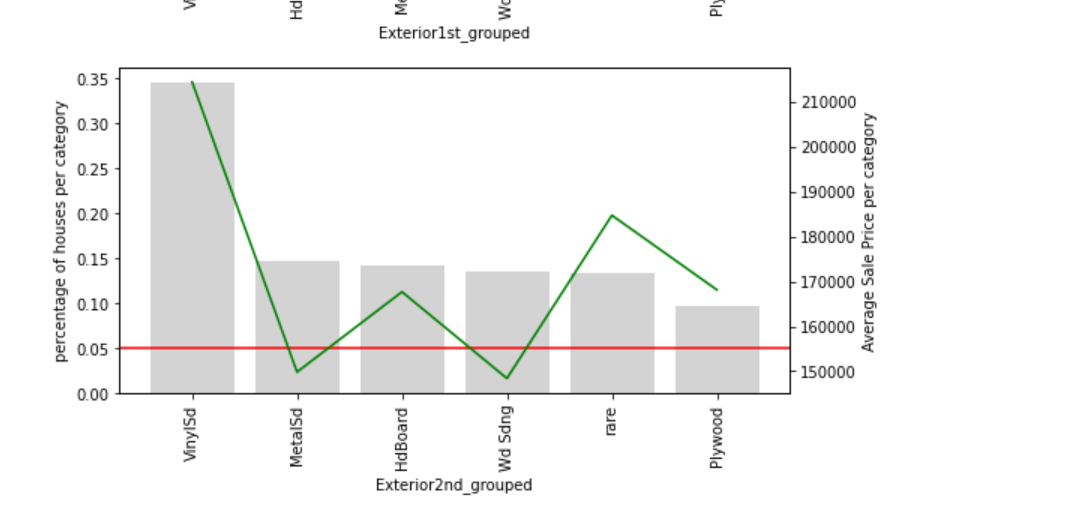 Exterior1st_grouped
0.35
0.30
0.25
0.20
0.15
0.10
0.05
0.00
percentage of houses per category
210000
200000
190000
180000
170000
160000
150000
Average Sale Price per category
VinylSd
MetalSd
HdBoard
Wd Sdng
rare
Plywood
Exterior2nd_grouped